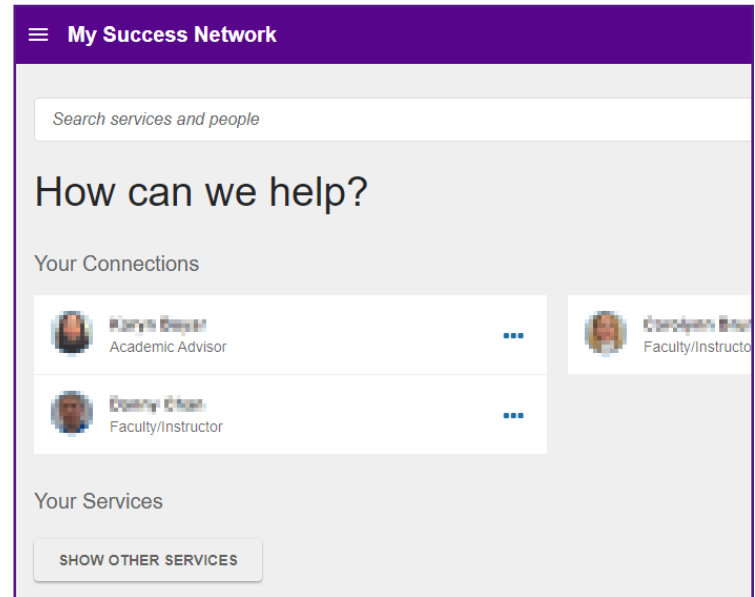 My Success Network
Search services and people
How can we help?
Your Connections
Academic Advisor
Faculty/Instructo
Faculty/Instructor
Your Services
SHOW OTHER SERVICES